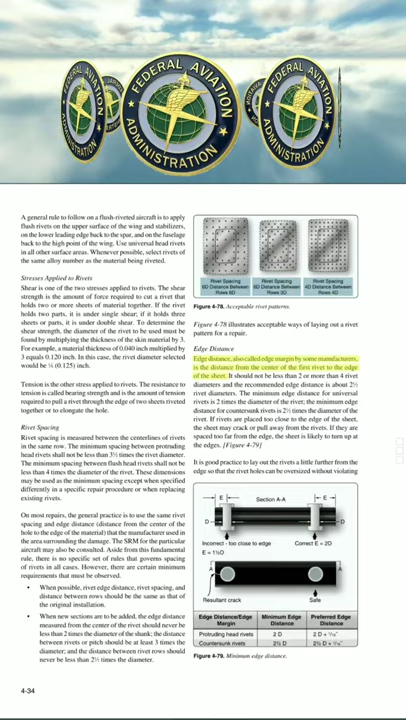 FEDERAL AVIATION
ADMINISTRATION
FEDERAL AVIATION
ADMINISTRATION
FEDERAL AVIATION
ADMINISTRATION
A general rule to follow on a flush-riveted aircraft is to apply
flush rivets on the upper surface of the wing and stabilizers,
on the lower leading edge back to the spar, and on the fuselage
back to the high point of the wing. Use universal head rivets
in all other surface areas. Whenever possible, select rivets of
the same alloy number as the material being riveted.
Stresses Applied to Rivets
Shear is one of the two stresses applied to rivets. The shear
strength is the amount of force required to cut a rivet that
holds two or more sheets of material together. If the rivet
holds two parts, it is under single shear; if it holds three
sheets or parts, it is under double shear. To determine the
shear strength, the diameter of the rivet to be used must be
found by multiplying the thickness of the skin material by 3.
For example, a material thickness of 0.040 inch multiplied by
3 equals 0.120 inch. In this case, the rivet diameter selected
would be ⅛ (0.125) inch.
Tension is the other stress applied to rivets. The resistance to
tension is called bearing strength and is the amount of tension
required to pull a rivet through the edge of two sheets riveted
together or to elongate the hole.
Rivet Spacing
Rivet spacing is measured between the centerlines of rivets
in the same row. The minimum spacing between protruding
head rivets shall not be less than 3½ times the rivet diameter.
The minimum spacing between flush head rivets shall not be
less than 4 times the diameter of the rivet. These dimensions
may be used as the minimum spacing except when specified
differently in a specific repair procedure or when replacing
existing rivets.
On most repairs, the general practice is to use the same rivet
spacing and edge distance (distance from the center of the
hole to the edge of the material) that the manufacturer used in
the area surrounding the damage. The SRM for the particular
aircraft may also be consulted. Aside from this fundamental
rule, there is no specific set of rules that governs spacing
of rivets in all cases. However, there are certain minimum
requirements that must be observed.
• When possible, rivet edge distance, rivet spacing, and
distance between rows should be the same as that of
the original installation.
• When new sections are to be added, the edge distance
measured from the center of the rivet should never be
less than 2 times the diameter of the shank; the distance
between rivets or pitch should be at least 3 times the
diameter; and the distance between rivet rows should
never be less than 2½ times the diameter.
Rivet Spacing
6D Distance Between
Rows 6D
Rivet Spacing
6D Distance Between
Rows 3D
Rivet Spacing
4D Distance Between
Rows 4D
Figure 4-78. Acceptable rivet patterns.
Figure 4-78 illustrates acceptable ways of laying out a rivet
pattern for a repair.
Edge Distance
Edge distance, also called edge margin by some manufacturers,
is the distance from the center of the first rivet to the edge
of the sheet. It should not be less than 2 or more than 4 rivet
diameters and the recommended edge distance is about 2½
rivet diameters. The minimum edge distance for universal
rivets is 2 times the diameter of the rivet; the minimum edge
distance for countersunk rivets is 2½ times the diameter of the
rivet. If rivets are placed too close to the edge of the sheet,
the sheet may crack or pull away from the rivets. If they are
spaced too far from the edge, the sheet is likely to turn up at
the edges. [Figure 4-79]
It is good practice to lay out the rivets a little further from the
edge so that the rivet holes can be oversized without violating
E
Section A-A
E
D
D
Incorrect - too close to edge
E = 1½D
Correct E = 2D
A
A
Resultant crack
Safe
Edge Distance/Edge Margin
Minimum Edge Distance
Preferred Edge Distance
Protruding head rivets
2 D
2 D + 1/16"
Countersunk rivets
2½ D
2½ D + 1/16"
Figure 4-79. Minimum edge distance.
4-34